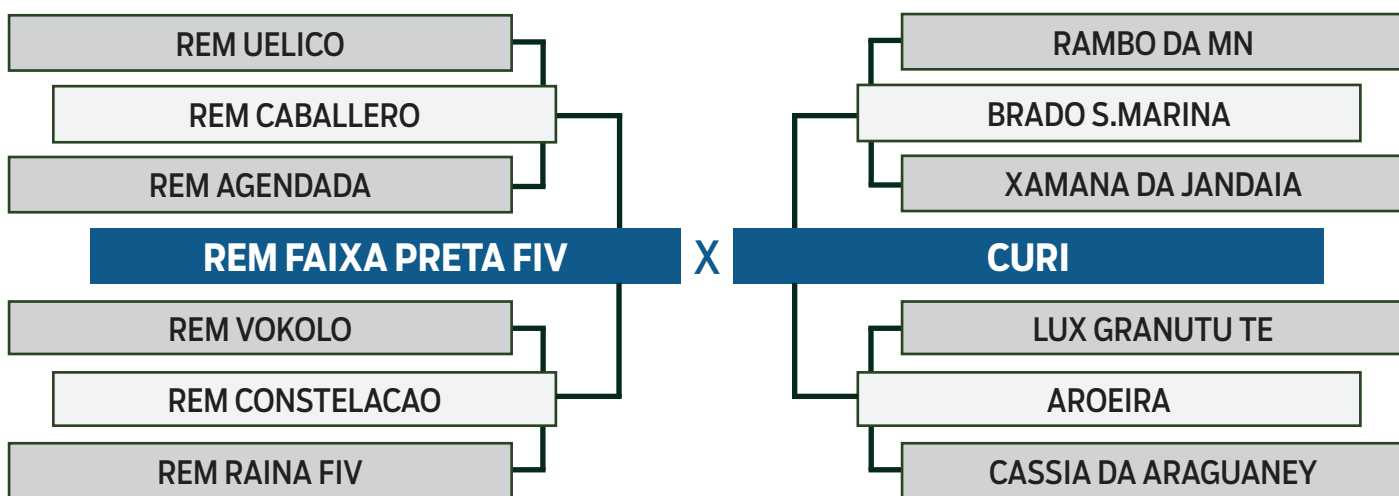 REM UELICO
RAMBO DA MN
REM CABALLERO
BRADO S.MARINA
REM AGENDADA
XAMANA DA JANDAIA
REM FAIXA PRETA FIV X CURI
REM VOKOLO
LUX GRANUTU TE
REM CONSTELACAO
AROEIRA
REM RAINA FIV
CASSIA DA ARAGUANEY